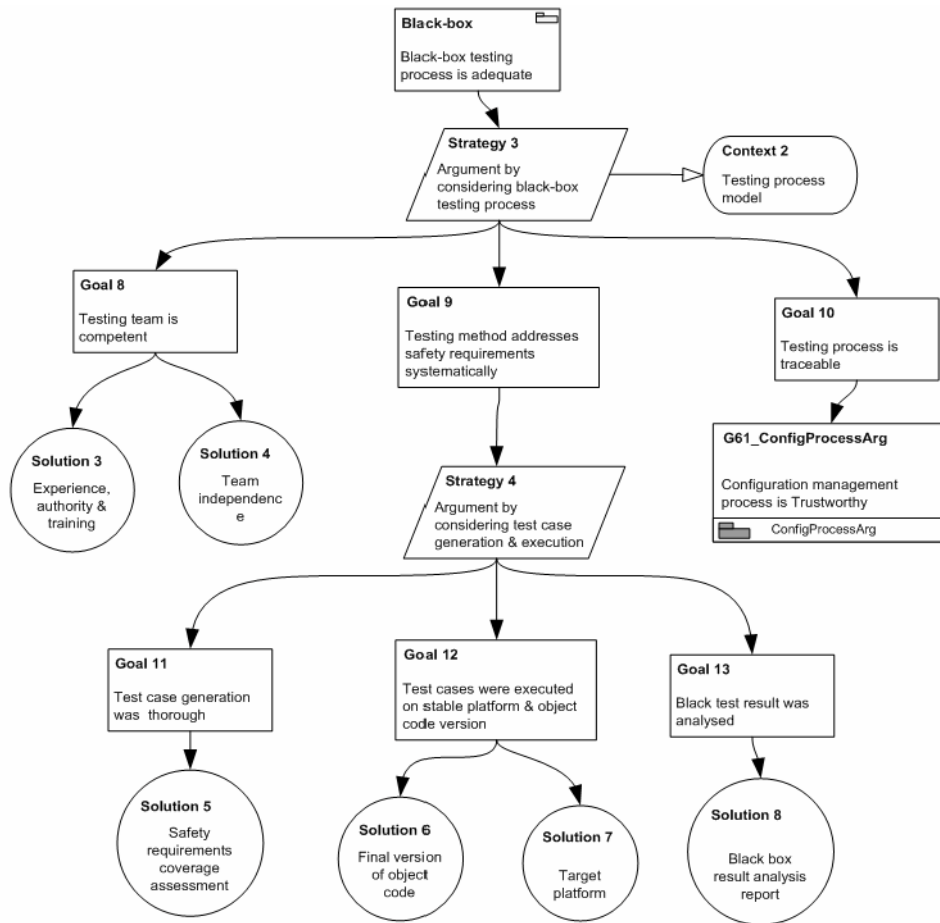 Black-box
Black-box testing
process is adequate
Strategy 3
Argument by
considering black-box
testing process
Context 2
Testing process
model
Goal 8
Testing team is
competent
Goal 9
Testing method addresses
safety requirements
systematically
Goal 10
Testing process is
traceable
Solution 3
Experience,
authority &
training
Solution 4
Team
independenc
e
Strategy 4
Argument by
considering test case
generation & execution
G61_ConfigProcessArg
Configuration management
process is Trustworthy
ConfigProcessArg
Goal 11
Test case generation
was thorough
Goal 12
Test cases were executed
on stable platform & object
code version
Goal 13
Black test result was
analysed
Solution 5
Safety
requirements
coverage
assessment
Solution 6
Final version
of object
code
Solution 7
Target
platform
Solution 8
Black box
result analysis
report